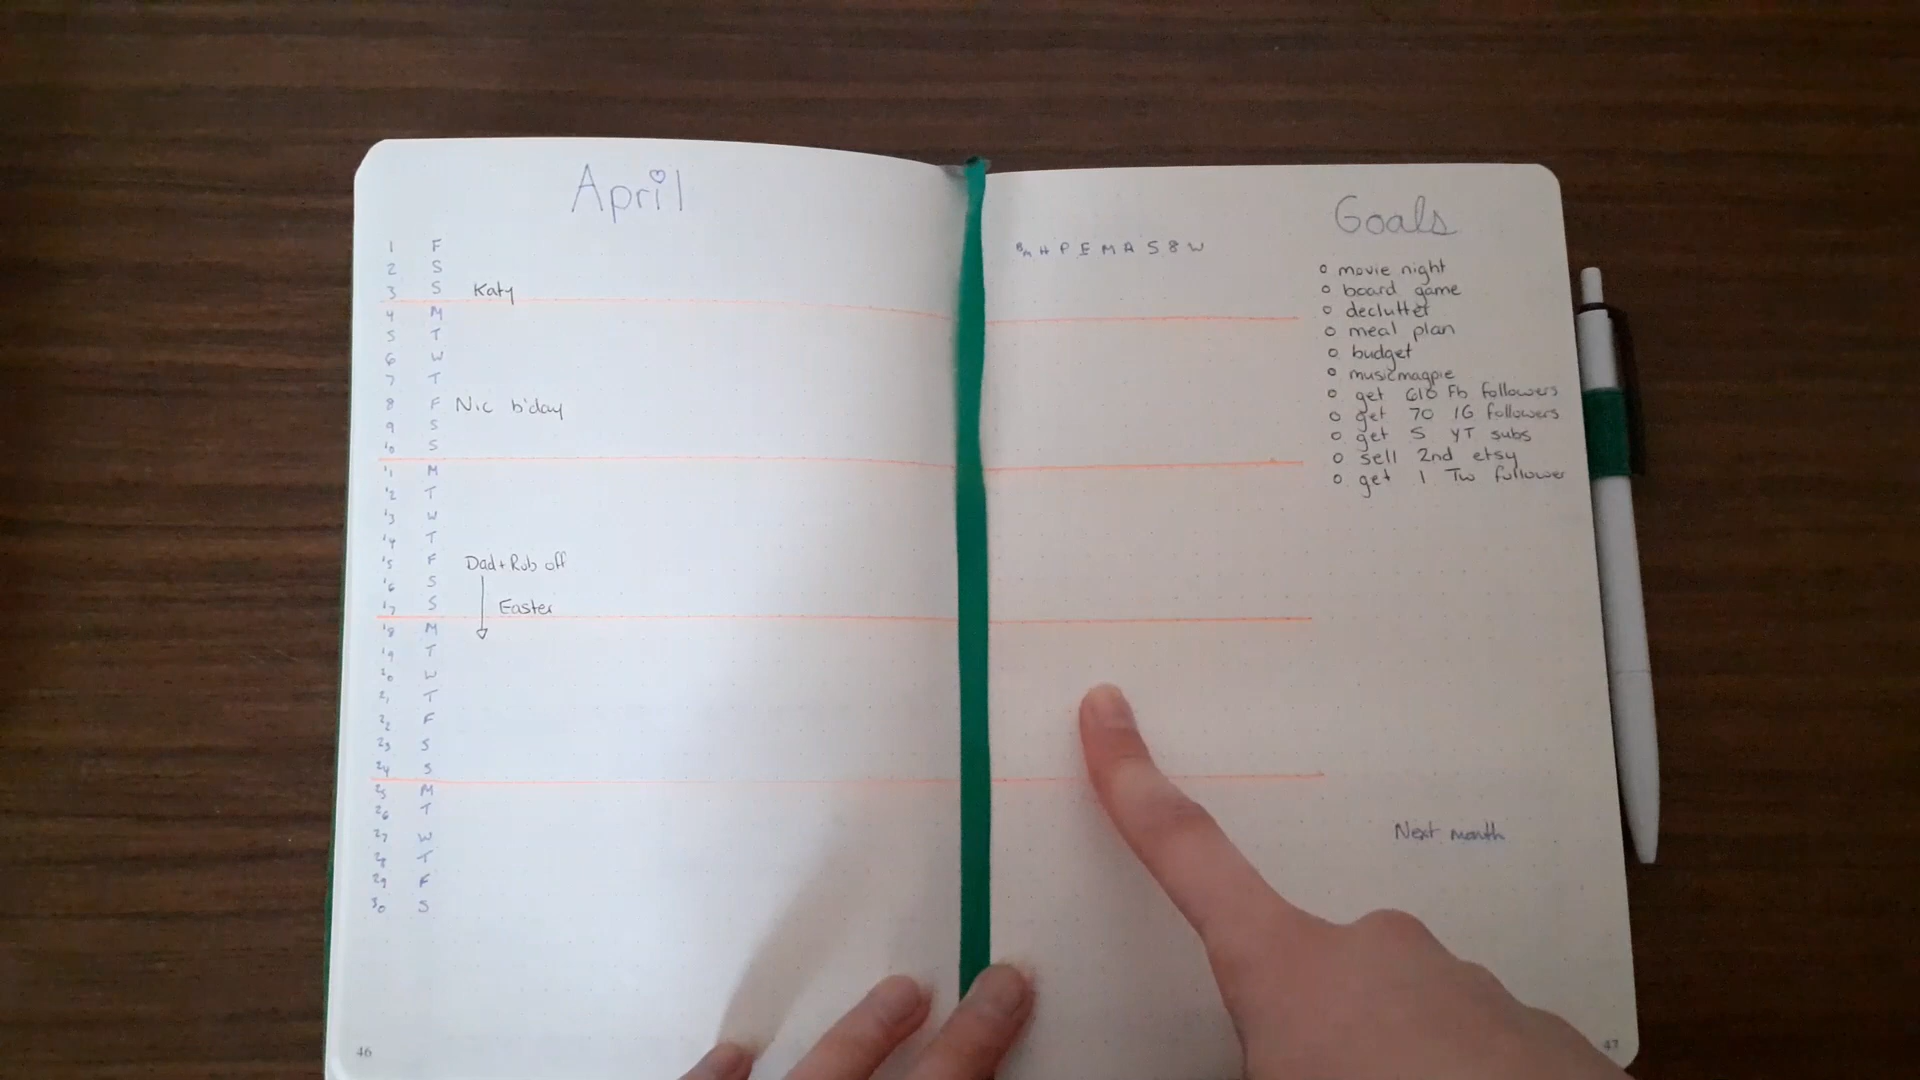 April
1 F
2 S
3 S Katy
4 M
5 T
6 W
7 T
8 F Nic b'day
9 S
10 S
11 M
12 T
13 W
14 T
15 F Dad + Rob off
16 S
17 S Easter
18 M
19 T
20 W
21 T
22 F
23 S
24 S
25 M
26 T
27 W
28 T
29 F
30 S
46
H P E M A S 8 W
Goals
movie night
board game
declutter
meal plan
budget
musicmagpie
get 610 Fb followers
get 70 IG followers
get 5 YT subs
sell 2nd etsy
get 1 Tw follower
Next month
47